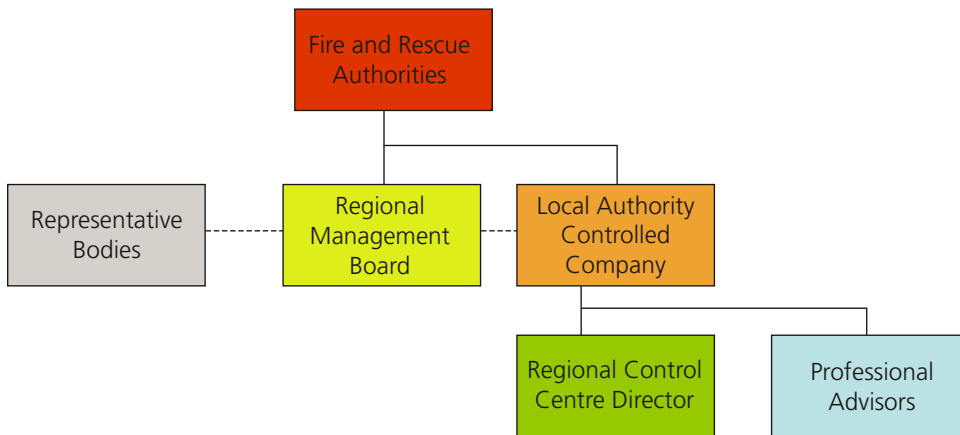 Fire and Rescue
Authorities
Representative
Bodies
Regional
Management
Board
Local Authority
Controlled
Company
Regional Control
Centre Director
Professional
Advisors